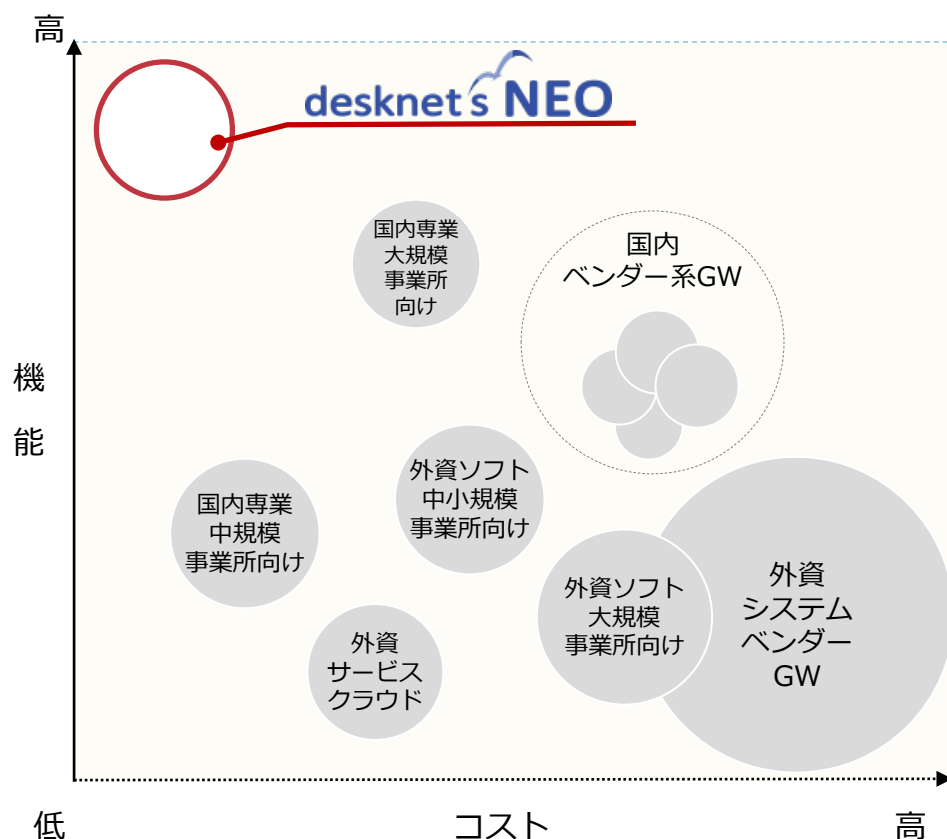 高
desknet's NEO
国内専業
大規模
事業所
向け
国内
ベンダー系GW
機
能
外資ソフト
中小規模
事業所向け
国内専業
中規模
事業所向け
外資ソフト
大規模
事業所向け
外資
システム
ベンダー
GW
外資
サービス
クラウド
低
コスト
高